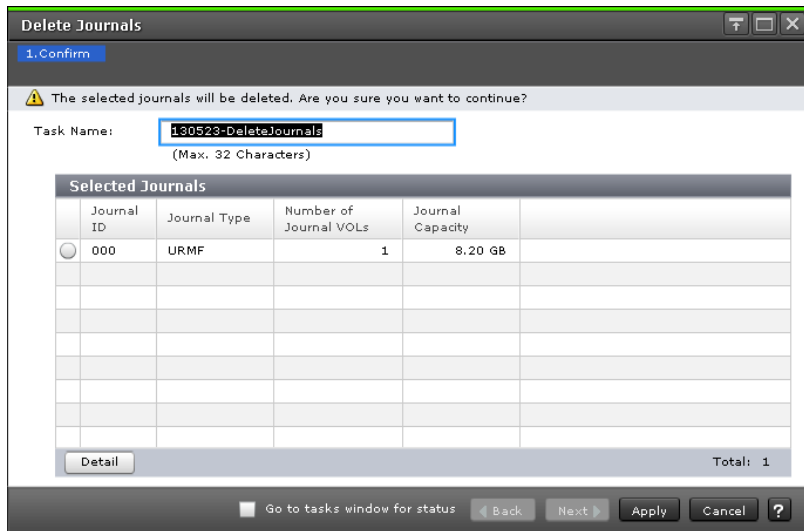 Delete Journals
1.Confirm
The selected journals will be deleted. Are you sure you want to continue?
Task Name: 130523-DeleteJournals
(Max. 32 Characters)
Selected Journals
Journal ID Journal Type Number of Journal VOLs Journal Capacity
000 URMF 1 8.20 GB
Detail Total: 1
Go to tasks window for status Back Next Apply Cancel ?